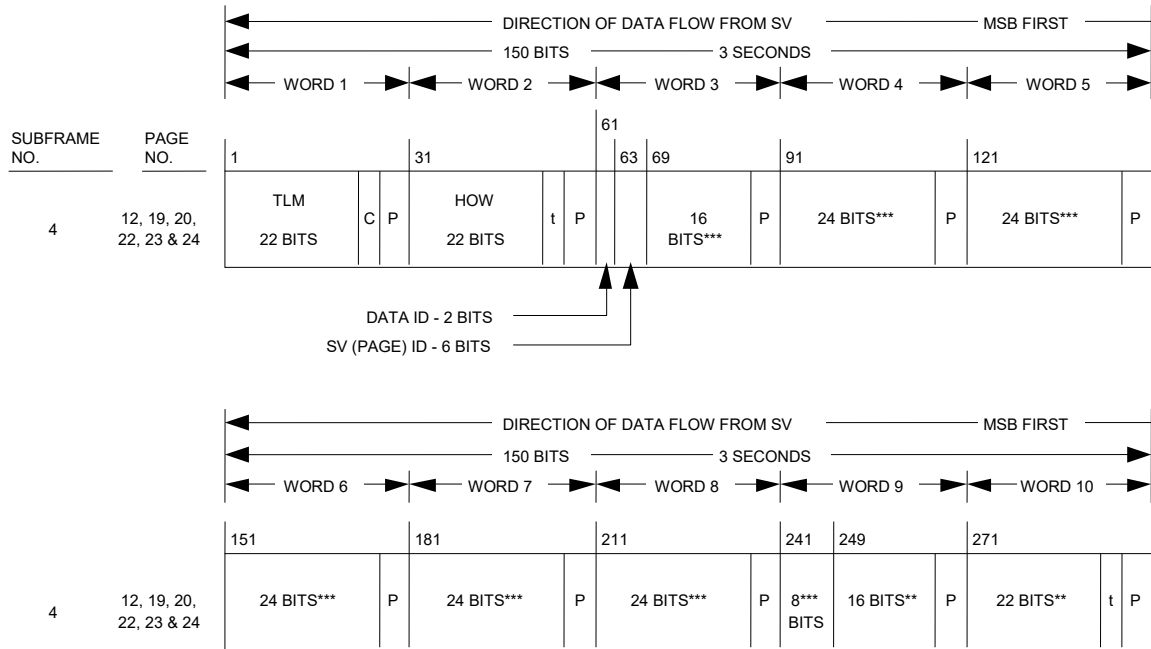 DIRECTION OF DATA FLOW FROM SV MSB FIRST
150 BITS 3 SECONDS
WORD 1 WORD 2 WORD 3 WORD 4 WORD 5
61
SUBFRAME NO. PAGE NO. 1 31 63 69 91 121
TLM HOW
4 12, 19, 20, 22, 23 & 24 22 BITS C P 22 BITS t P 16 BITS*** P 24 BITS*** P 24 BITS*** P
DATA ID - 2 BITS
SV (PAGE) ID - 6 BITS
DIRECTION OF DATA FLOW FROM SV MSB FIRST
150 BITS 3 SECONDS
WORD 6 WORD 7 WORD 8 WORD 9 WORD 10
151 181 211 241 249 271
4 12, 19, 20, 22, 23 & 24 24 BITS*** P 24 BITS*** P 24 BITS*** P 8*** BITS 16 BITS** P 22 BITS** t P